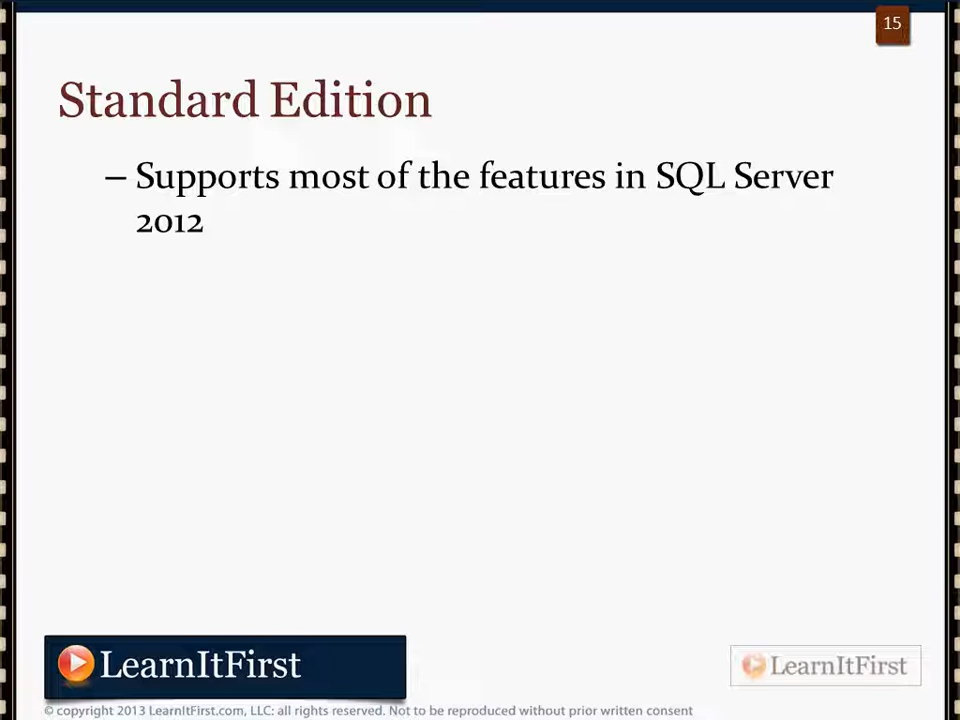 15
Standard Edition
– Supports most of the features in SQL Server
2012
LearnItFirst
LearnItFirst
© copyright 2013 LearnItFirst.com, LLC: all rights reserved. Not to be reproduced without prior written consent